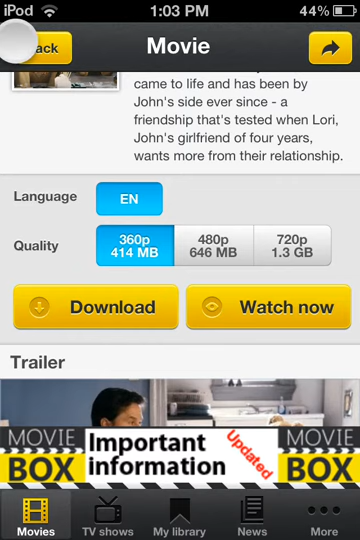 iPod 1:03 PM 44%
ack Movie
came to life and has been by
John's side ever since - a
friendship that's tested when Lori,
John's girlfriend of four years,
wants more from their relationship.
Language EN
Quality 360p 480p 720p
414 MB 646 MB 1.3 GB
Download Watch now
Trailer
MOVIE BOX
Important information
Updated
MOVIE BOX
Movies TV shows My library News More